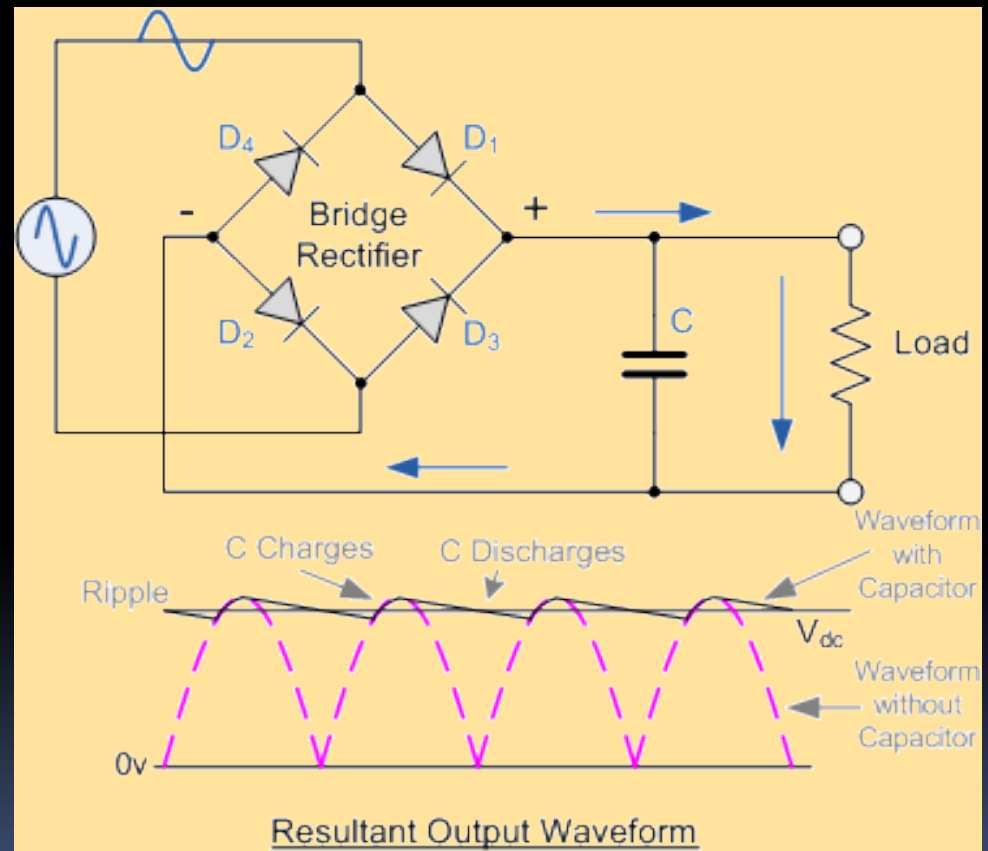 D4
D1
-
Bridge
Rectifier
+
D2
D3
C
Load
C Charges
C Discharges
Waveform
with
Capacitor
Ripple
Vdc
Waveform
without
Capacitor
0v
Resultant Output Waveform